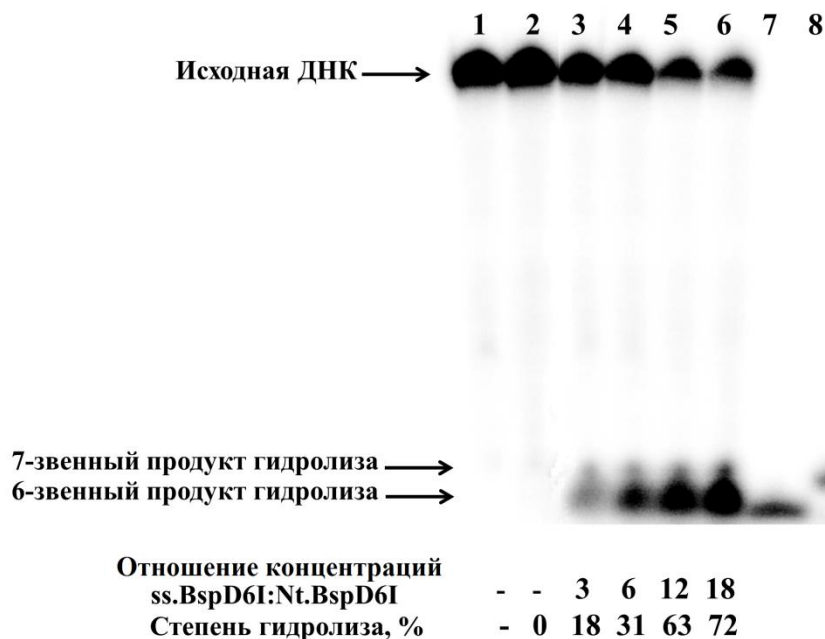 1 2 3 4 5 6 7 8
Исходная ДНК
7-звенный продукт гидролиза
6-звенный продукт гидролиза
Отношение концентраций
ss.BspD6I:Nt.BspD6I - - 3 6 12 18
Степень гидролиза, % - 0 18 31 63 72